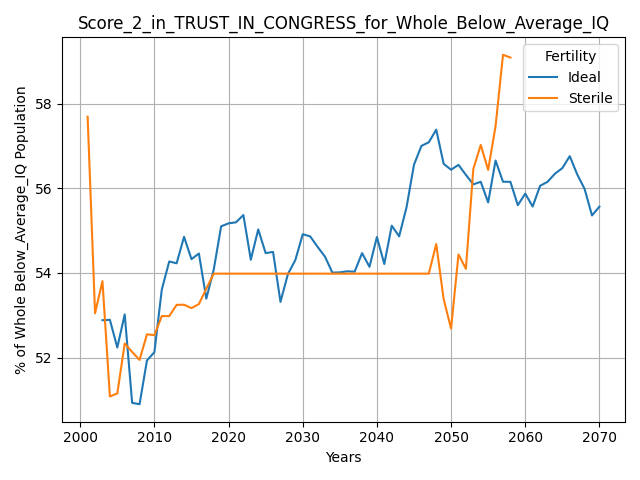 Score_2_in_TRUST_IN_CONGRESS_for_Whole_Below_Average_IQ
% of Whole Below_Average_IQ Population
58
56
54
52
Fertility
Ideal
Sterile
2000 2010 2020 2030 2040 2050 2060 2070
Years